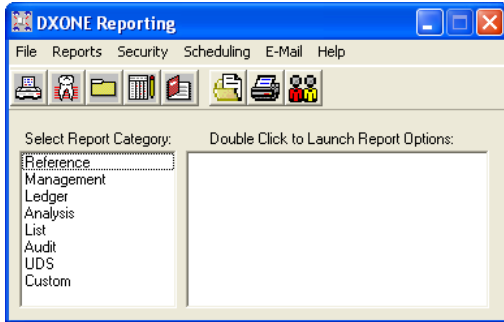 DXONE Reporting
File Reports Security Scheduling E-Mail Help
Select Report Category: Double Click to Launch Report Options:
Reference
Management
Ledger
Analysis
List
Audit
UDS
Custom